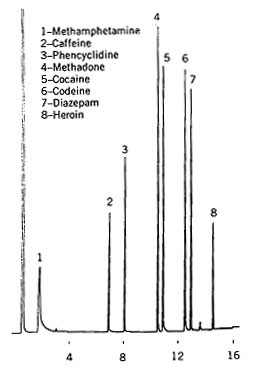 1–Methamphetamine
2–Caffeine
3–Phencyclidine
4–Methadone
5–Cocaine
6–Codeine
7–Diazepam
8–Heroin
4
5
6
7
3
2
8
1
4 8 12 16